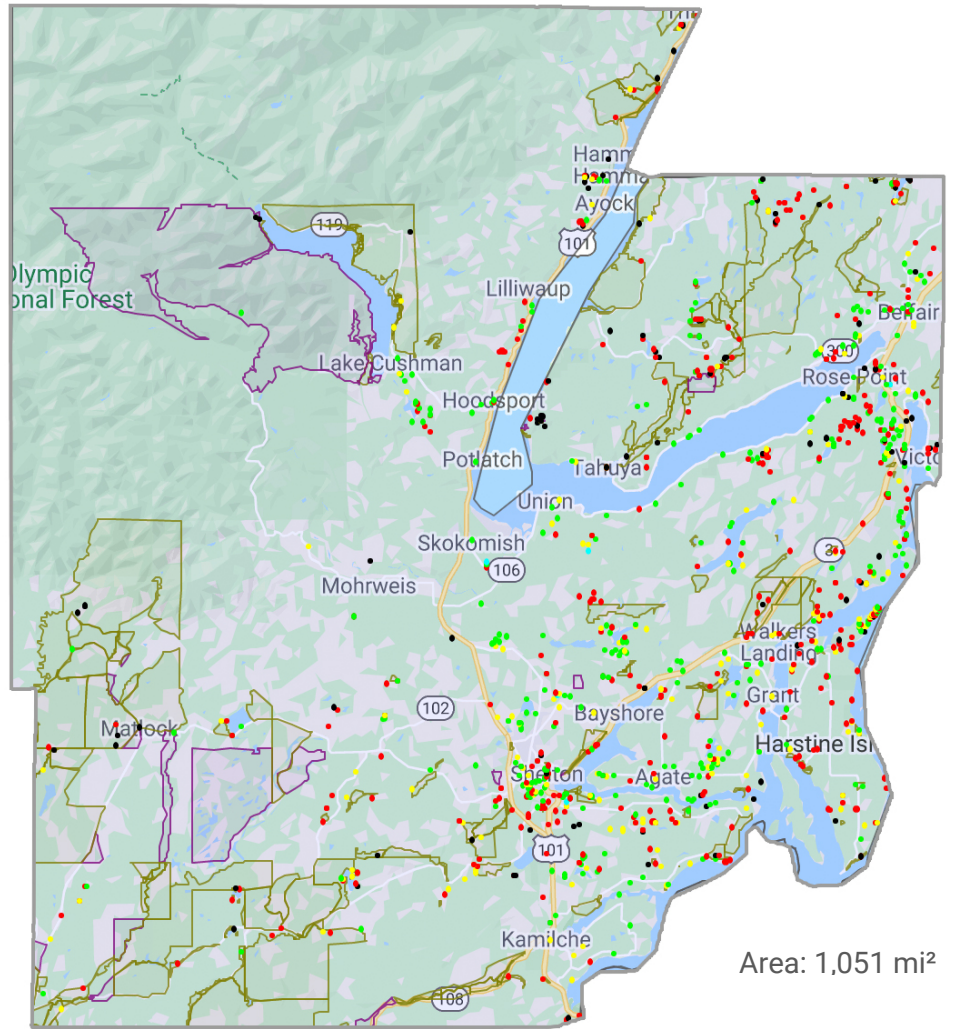 Hamm
Hamma
Ayock
119
101
Olympic
onal Forest
Lilliwaup
Belfair
300
Lake Cushman
Rose Point
Hoodsport
Potlatch
Tahuya
Victo
Union
Skokomish
3
106
Mohrweis
Walkers
Landing
Grant
102
Bayshore
Matlock
Harstine Isl
Shelton
Agate
101
Kamilche
Area: 1,051 mi²
108